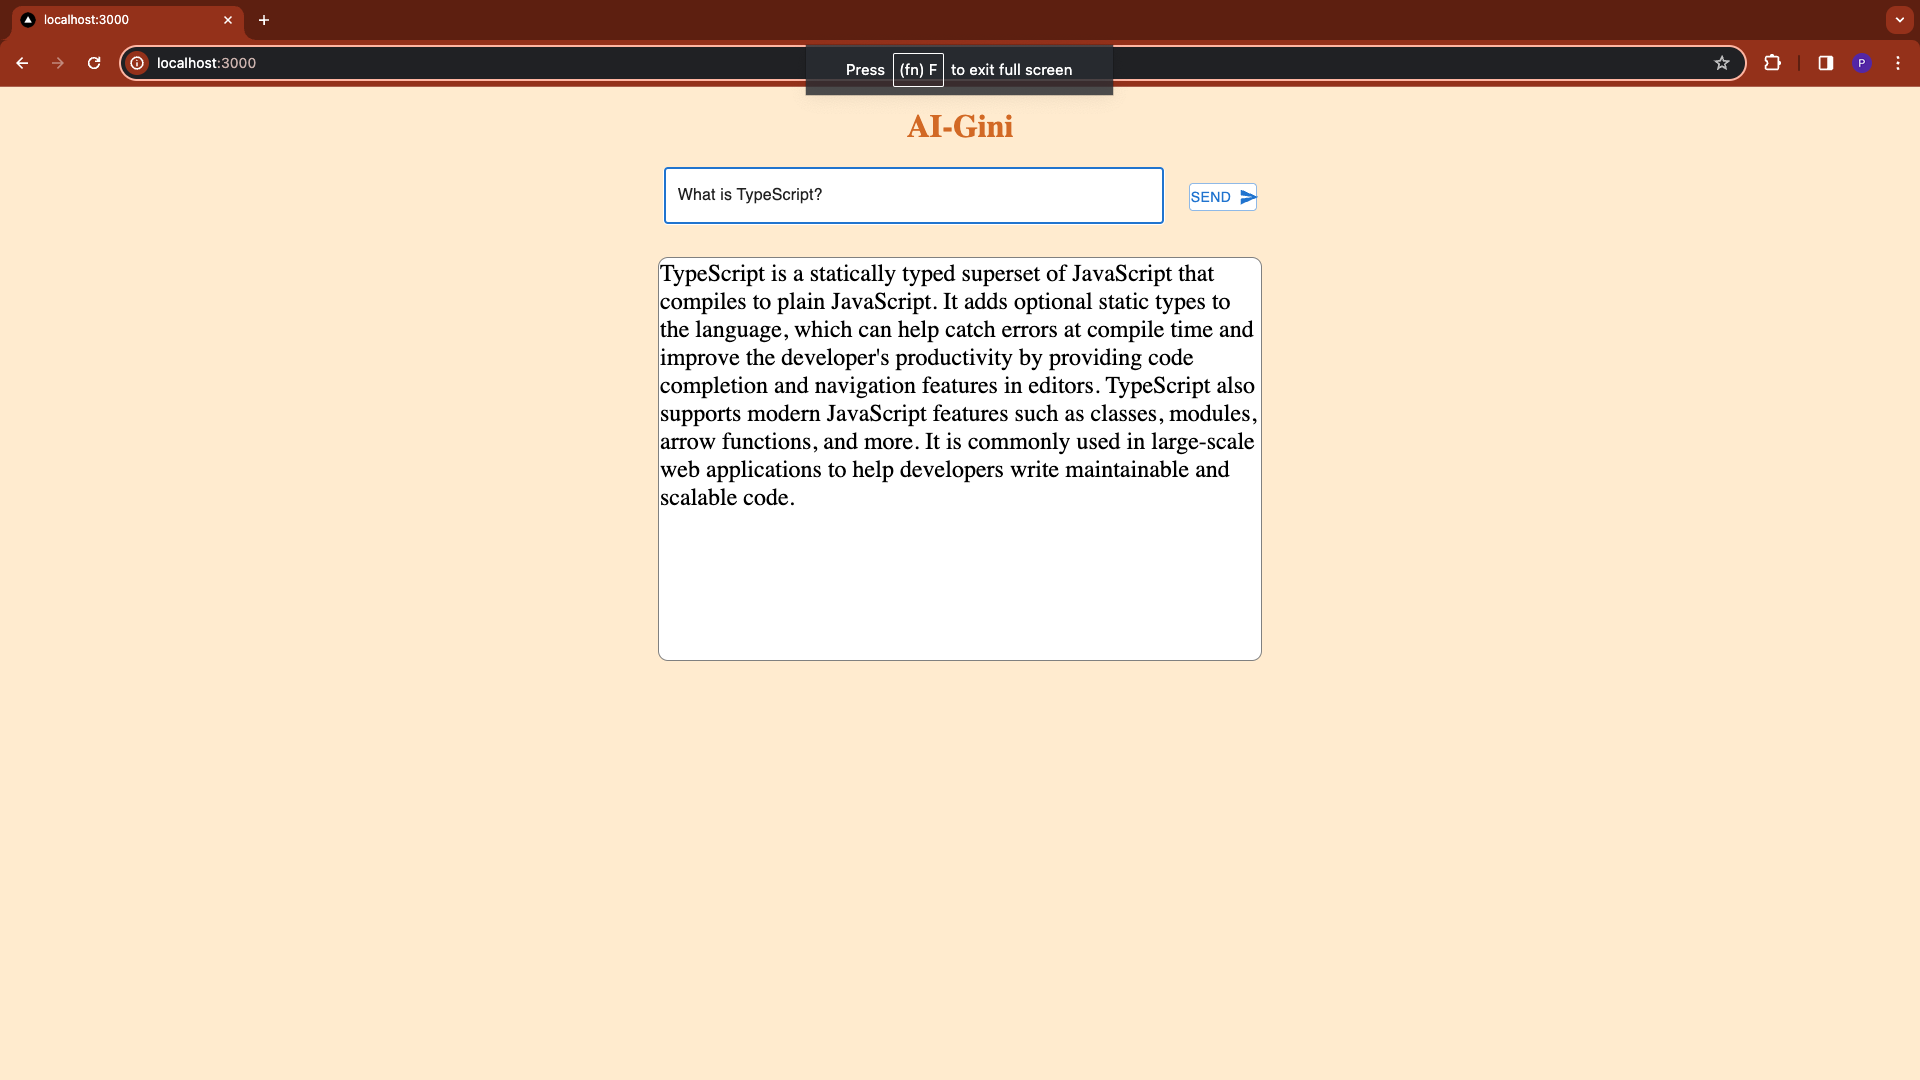 localhost:3000
localhost:3000
Press (fn) F to exit full screen
P
AI-Gini
What is TypeScript?
SEND
TypeScript is a statically typed superset of JavaScript that
compiles to plain JavaScript. It adds optional static types to
the language, which can help catch errors at compile time and
improve the developer's productivity by providing code
completion and navigation features in editors. TypeScript also
supports modern JavaScript features such as classes, modules,
arrow functions, and more. It is commonly used in large-scale
web applications to help developers write maintainable and
scalable code.